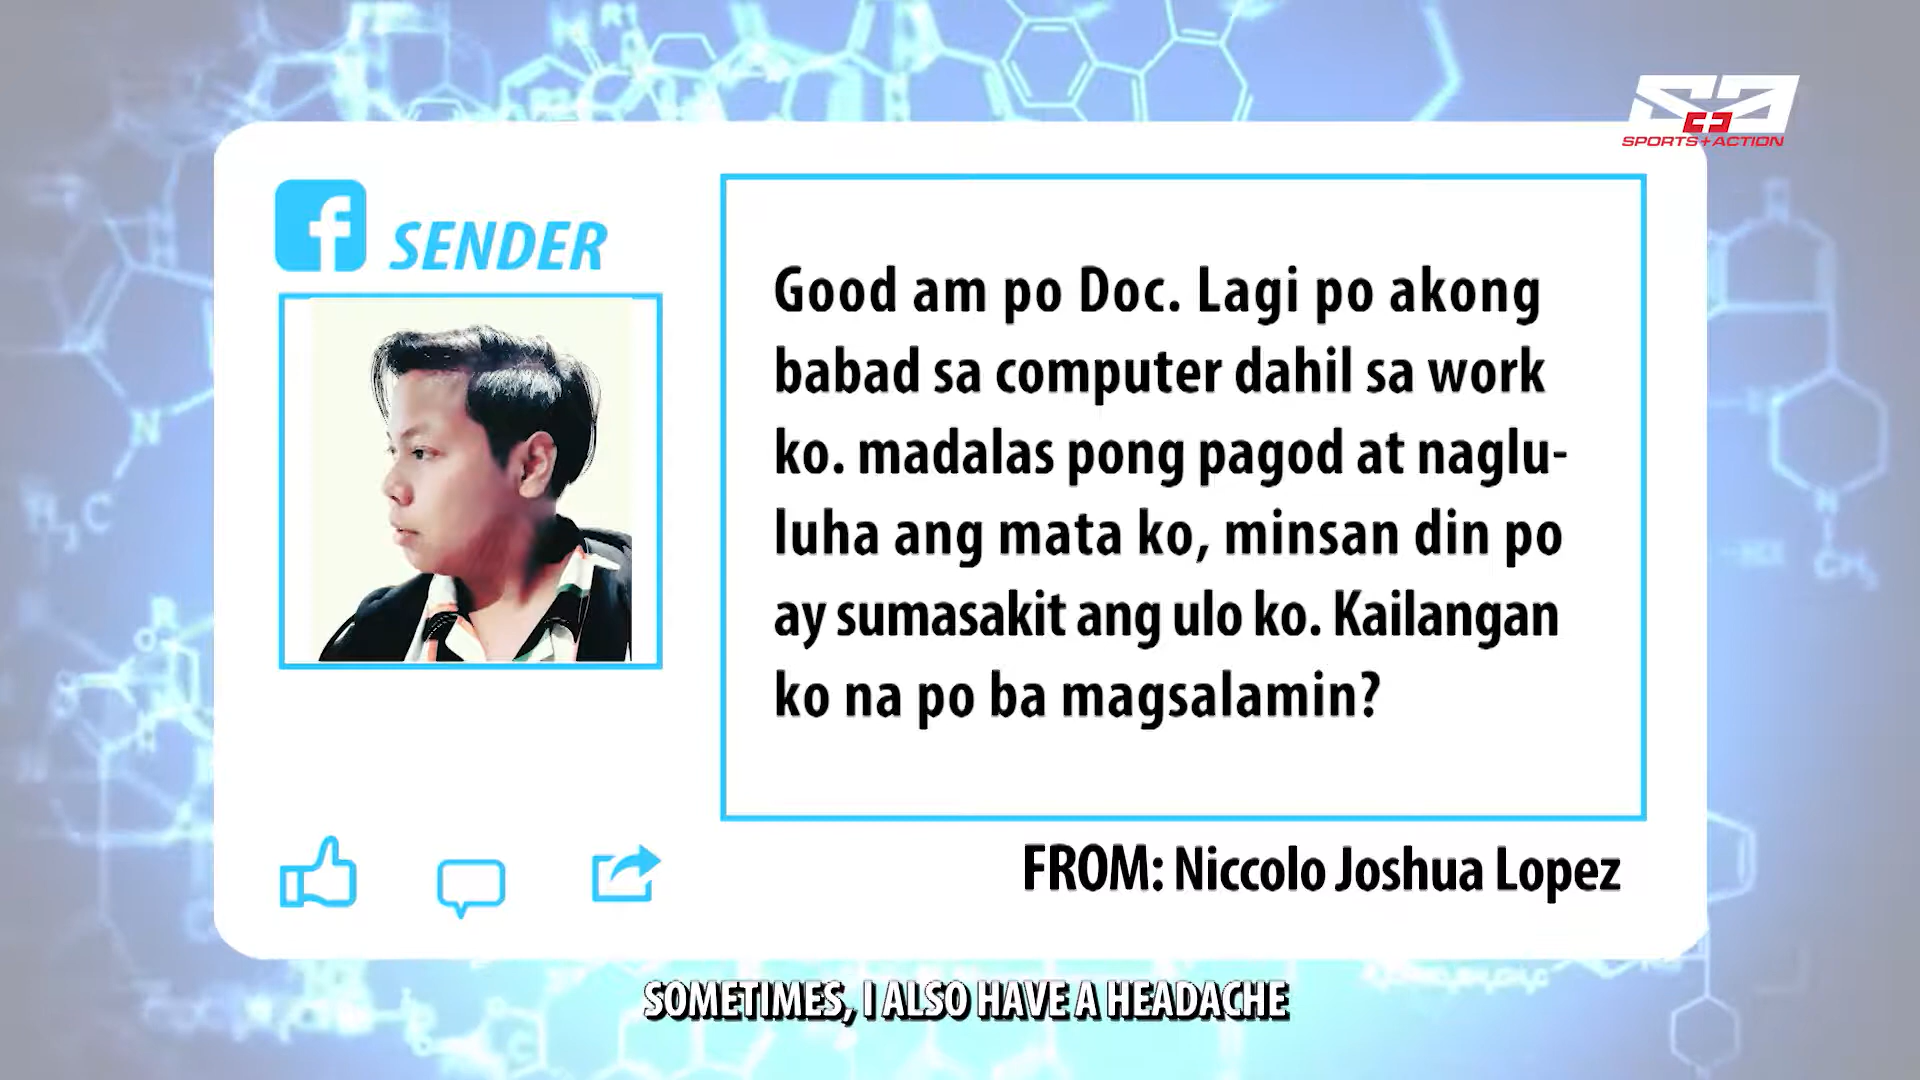 S+A
SPORTS+ACTION
f SENDER
Good am po Doc. Lagi po akong
babad sa computer dahil sa work
ko. madalas pong pagod at naglu-
luha ang mata ko, minsan din po
ay sumasakit ang ulo ko. Kailangan
ko na po ba magsalamin?
FROM: Niccolo Joshua Lopez
SOMETIMES, I ALSO HAVE A HEADACHE
N
H₃C
N
CH₃